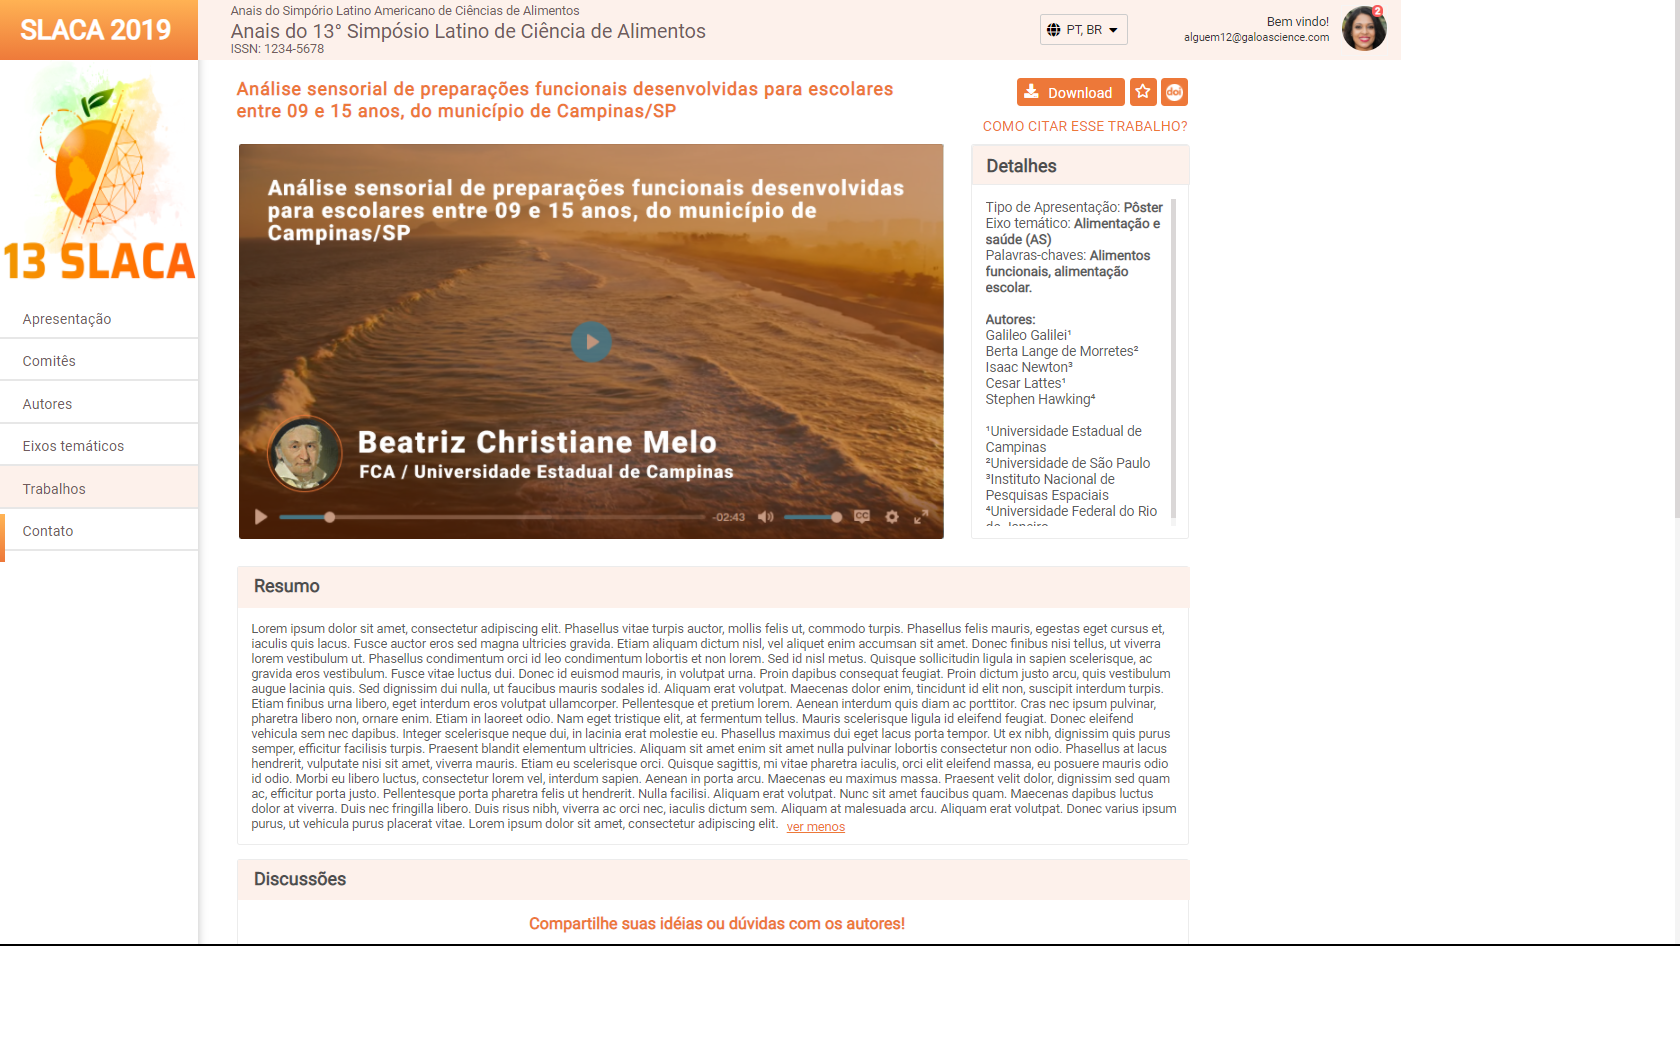 SLACA 2019
Anais do Simpório Latino Americano de Ciências de Alimentos
Anais do 13° Simpósio Latino de Ciência de Alimentos
ISSN: 1234-5678
PT, BR
Bem vindo!
alguem12@galoascience.com
2
13 SLACA
Apresentação
Comitês
Autores
Eixos temáticos
Trabalhos
Contato
Análise sensorial de preparações funcionais desenvolvidas para escolares
entre 09 e 15 anos, do município de Campinas/SP
Download
doi
COMO CITAR ESSE TRABALHO?
Análise sensorial de preparações funcionais desenvolvidas
para escolares entre 09 e 15 anos, do município de
Campinas/SP
Beatriz Christiane Melo
FCA / Universidade Estadual de Campinas
-02:43
CC
Detalhes
Tipo de Apresentação: Pôster
Eixo temático: Alimentação e
saúde (AS)
Palavras-chaves: Alimentos
funcionais, alimentação
escolar.
Autores:
Galileo Galilei¹
Berta Lange de Morretes²
Isaac Newton³
Cesar Lattes¹
Stephen Hawking⁴
¹Universidade Estadual de
Campinas
²Universidade de São Paulo
³Instituto Nacional de
Pesquisas Espaciais
⁴Universidade Federal do Rio
de Janeiro
Resumo
Lorem ipsum dolor sit amet, consectetur adipiscing elit. Phasellus vitae turpis auctor, mollis felis ut, commodo turpis. Phasellus felis mauris, egestas eget cursus et,
iaculis quis lacus. Fusce auctor eros sed magna ultricies gravida. Etiam aliquam dictum nisl, vel aliquet enim accumsan sit amet. Donec finibus nisi tellus, ut viverra
lorem vestibulum ut. Phasellus condimentum orci id leo condimentum lobortis et non lorem. Sed id nisl metus. Quisque sollicitudin ligula in sapien scelerisque, ac
gravida eros vestibulum. Fusce vitae luctus dui. Donec id euismod mauris, in volutpat urna. Proin dapibus consequat feugiat. Proin dictum justo arcu, quis vestibulum
augue lacinia quis. Sed dignissim dui nulla, ut faucibus mauris sodales id. Aliquam erat volutpat. Maecenas dolor enim, tincidunt id elit non, suscipit interdum turpis.
Etiam finibus urna libero, eget interdum eros volutpat ullamcorper. Pellentesque et pretium lorem. Aenean interdum quis diam ac porttitor. Cras nec ipsum pulvinar,
pharetra libero non, ornare enim. Etiam in laoreet odio. Nam eget tristique elit, at fermentum tellus. Mauris scelerisque ligula id eleifend feugiat. Donec eleifend
vehicula sem nec dapibus. Integer scelerisque neque dui, in lacinia erat molestie eu. Phasellus maximus dui eget lacus porta tempor. Ut ex nibh, dignissim quis purus
semper, efficitur facilisis turpis. Praesent blandit elementum ultricies. Aliquam sit amet enim sit amet nulla pulvinar lobortis consectetur non odio. Phasellus at lacus
hendrerit, vulputate nisi sit amet, viverra mauris. Etiam eu scelerisque orci. Quisque sagittis, mi vitae pharetra iaculis, orci elit eleifend massa, eu posuere mauris odio
id odio. Morbi eu libero luctus, consectetur lorem vel, interdum sapien. Aenean in porta arcu. Maecenas eu maximus massa. Praesent velit dolor, dignissim sed quam
ac, efficitur porta justo. Pellentesque porta pharetra felis ut hendrerit. Nulla facilisi. Aliquam erat volutpat. Nunc sit amet faucibus quam. Maecenas dapibus luctus
dolor at viverra. Duis nec fringilla libero. Duis risus nibh, viverra ac orci nec, iaculis dictum sem. Aliquam at malesuada arcu. Aliquam erat volutpat. Donec varius ipsum
purus, ut vehicula purus placerat vitae. Lorem ipsum dolor sit amet, consectetur adipiscing elit. ver menos
Discussões
Compartilhe suas idéias ou dúvidas com os autores!